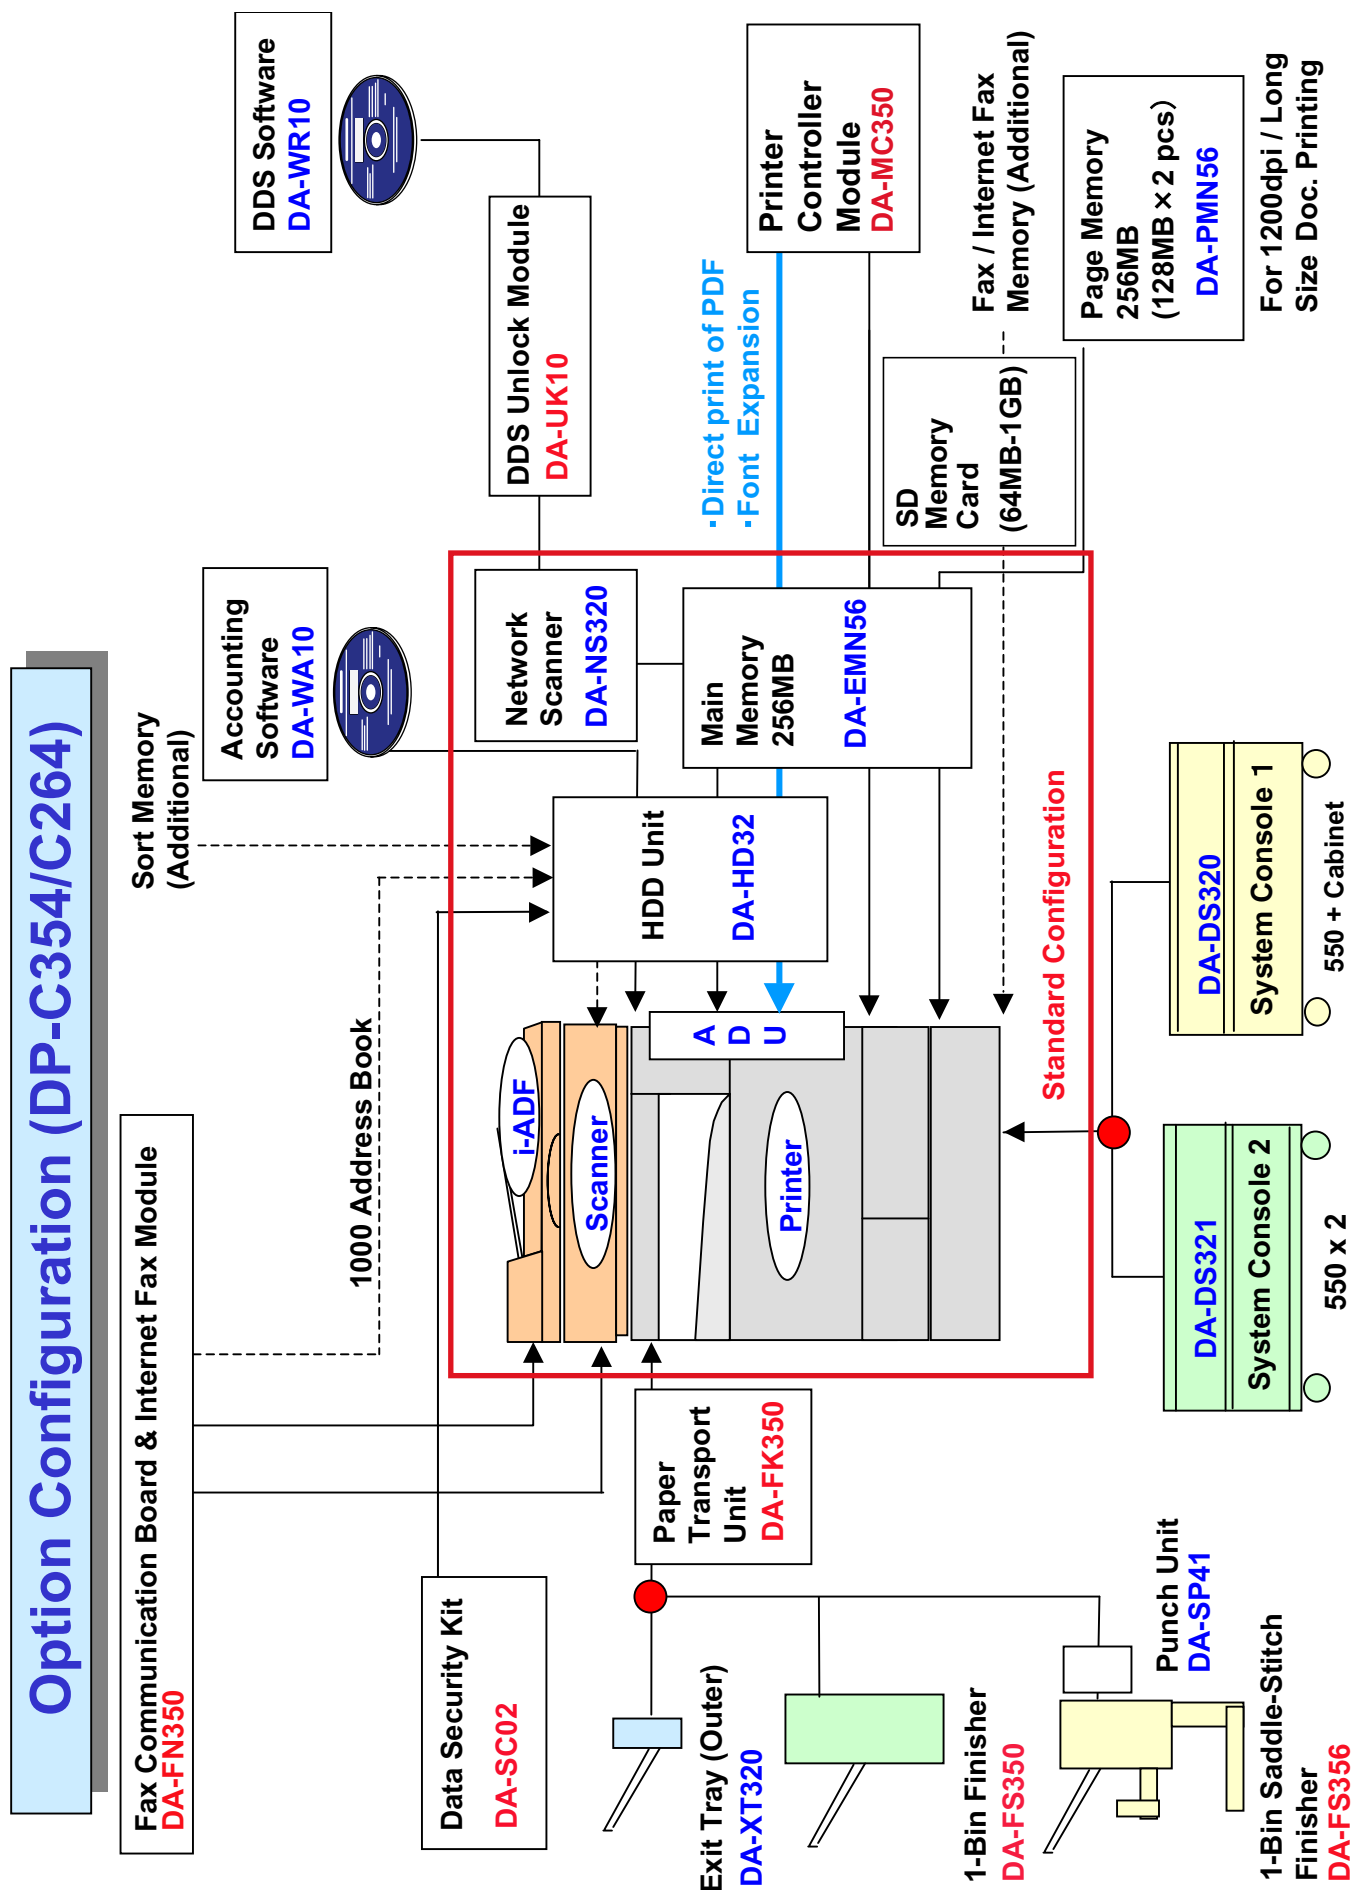 Option Configuration (DP-C354/C264)
Fax Communication Board & Internet Fax Module
DA-FN350
Sort Memory
(Additional)
Accounting
Software
DA-WA10
DDS Software
DA-WR10
1000 Address Book
Data Security Kit
DA-SC02
Network
Scanner
DA-NS320
DDS Unlock Module
DA-UK10
i-ADF
Scanner
A
D
U
Printer
HDD Unit
DA-HD32
Main
Memory
256MB
DA-EMN56
・Direct print of PDF
・Font Expansion
Printer
Controller
Module
DA-MC350
Paper
Transport
Unit
DA-FK350
SD
Memory
Card
(64MB-1GB)
Fax / Internet Fax
Memory (Additional)
Page Memory
256MB
(128MB × 2 pcs)
DA-PMN56
For 1200dpi / Long
Size Doc. Printing
Standard Configuration
Exit Tray (Outer)
DA-XT320
1-Bin Finisher
DA-FS350
Punch Unit
DA-SP41
1-Bin Saddle-Stitch
Finisher
DA-FS356
DA-DS321
System Console 2
550 x 2
DA-DS320
System Console 1
550 + Cabinet